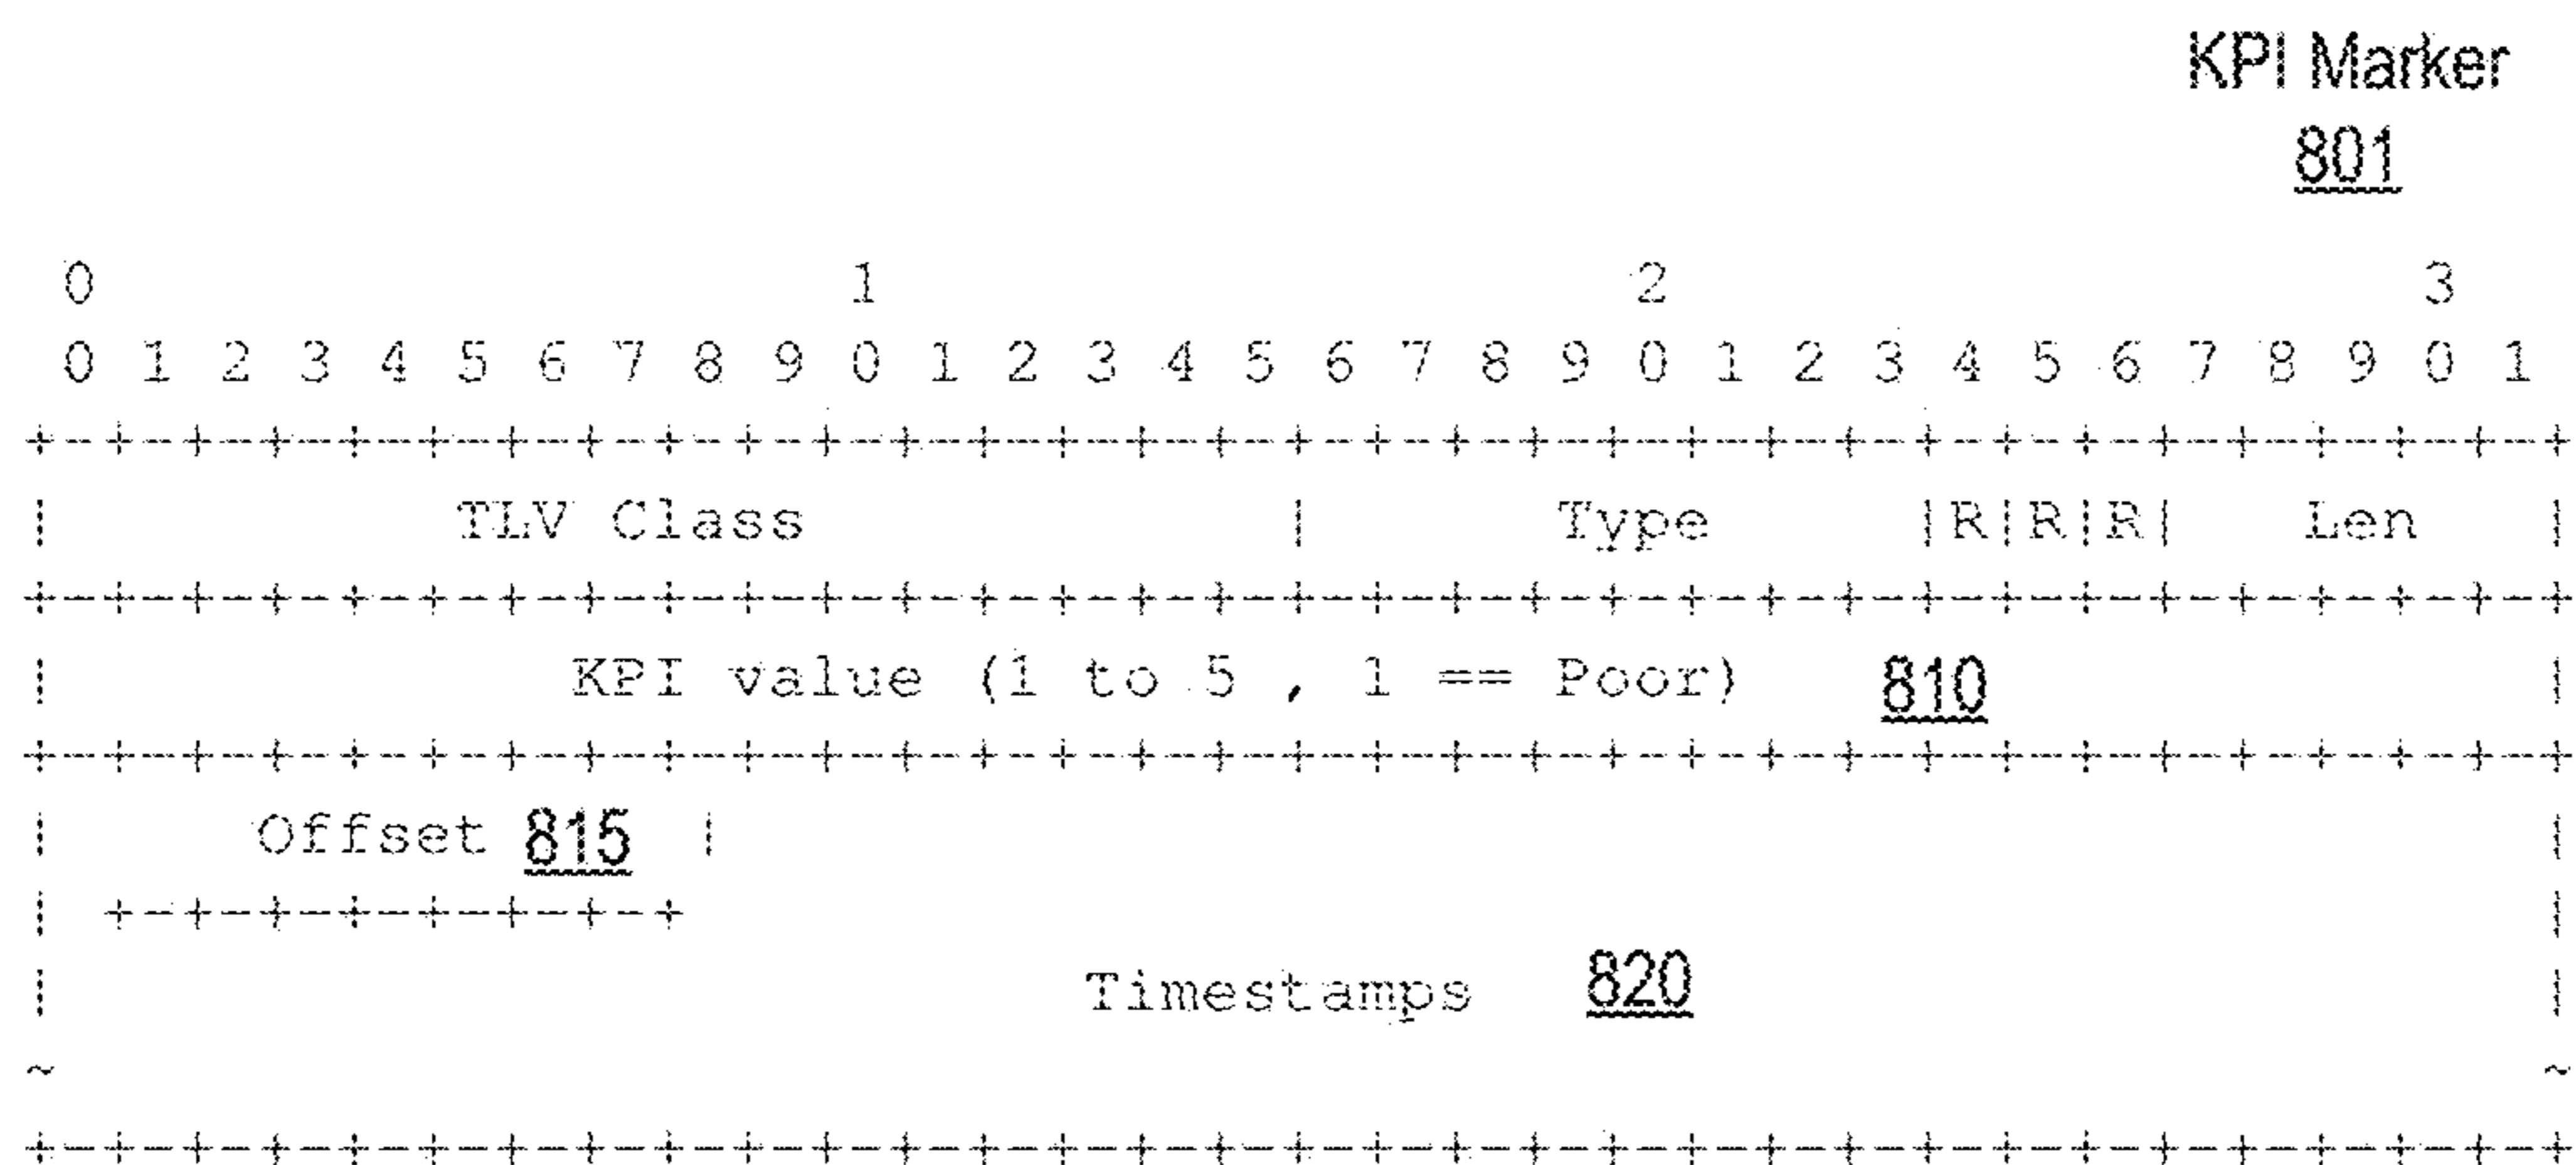 KPI Marker
801
0                   1                   2                   3
0 1 2 3 4 5 6 7 8 9 0 1 2 3 4 5 6 7 8 9 0 1 2 3 4 5 6 7 8 9 0 1
+-+-+-+-+-+-+-+-+-+-+-+-+-+-+-+-+-+-+-+-+-+-+-+-+-+-+-+-+-+-+-+-+
|          TLV Class            |      Type     |R|R|R|   Len   |
+-+-+-+-+-+-+-+-+-+-+-+-+-+-+-+-+-+-+-+-+-+-+-+-+-+-+-+-+-+-+-+-+
|             KPI value (1 to 5 , 1 == Poor)   810              |
+-+-+-+-+-+-+-+-+-+-+-+-+-+-+-+-+-+-+-+-+-+-+-+-+-+-+-+-+-+-+-+-+
|     Offset 815 |                                              |
| +-+-+-+-+-+-+-+                                               |
|                          Timestamps   820                     |
~                                                               ~
+-+-+-+-+-+-+-+-+-+-+-+-+-+-+-+-+-+-+-+-+-+-+-+-+-+-+-+-+-+-+-+-+